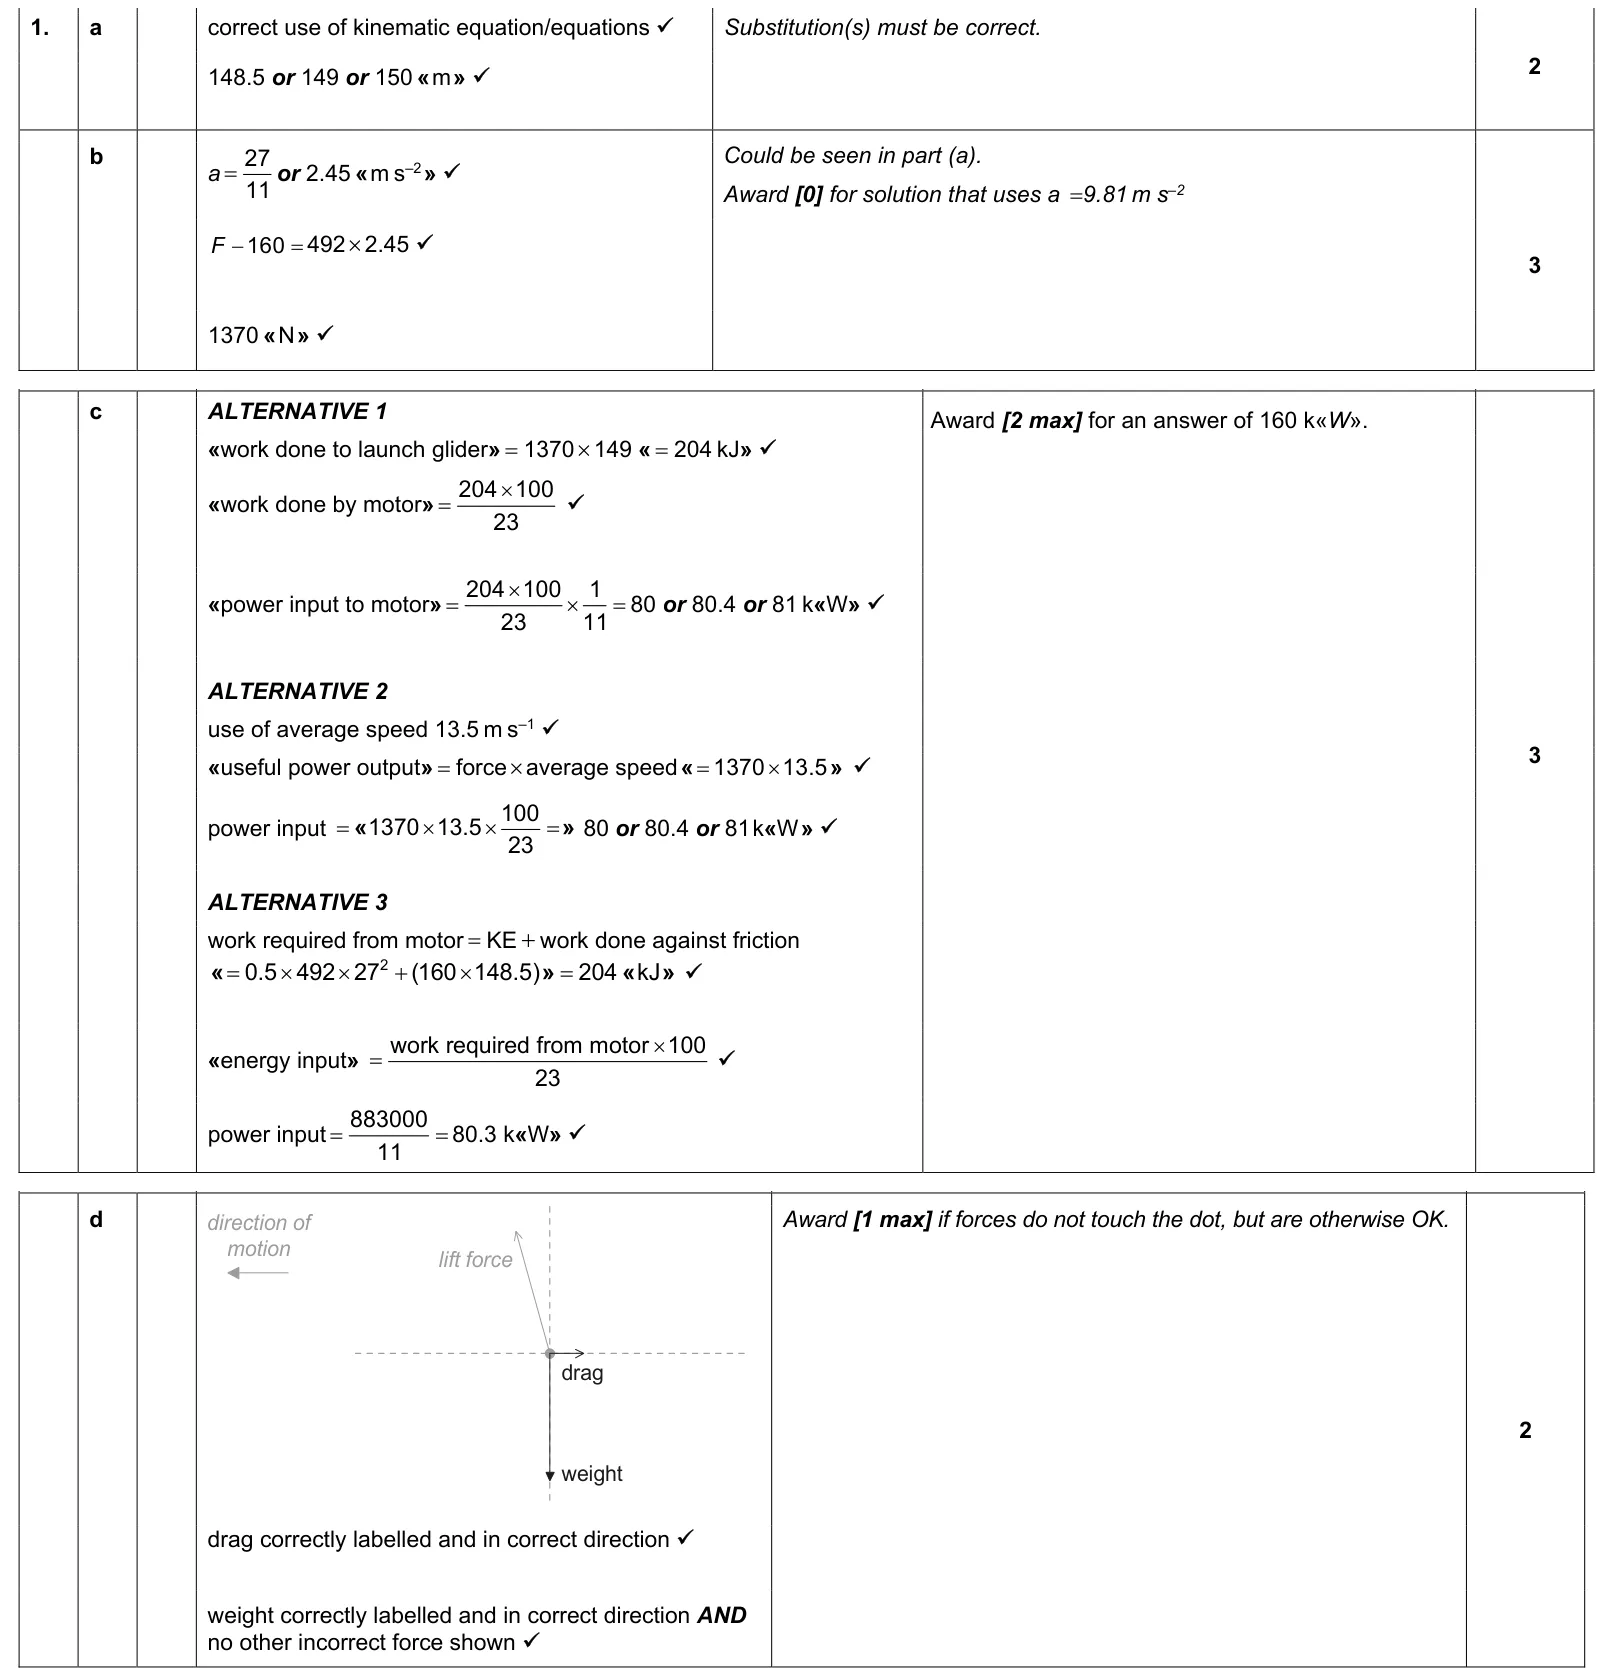 1. a correct use of kinematic equation/equations ✓ Substitution(s) must be correct.
148.5 or 149 or 150 «m» ✓
2
b a = 27/11 or 2.45 «m s⁻²» ✓ Could be seen in part (a).
Award [0] for solution that uses a =9.81 m s⁻²
F − 160 = 492 × 2.45 ✓
3
1370 «N» ✓
c ALTERNATIVE 1
Award [2 max] for an answer of 160 k«W».
«work done to launch glider» = 1370 × 149 « = 204 kJ» ✓
«work done by motor» = 204 × 100 / 23 ✓
«power input to motor» = 204 × 100 / 23 × 1/11 = 80 or 80.4 or 81 k«W» ✓
ALTERNATIVE 2
use of average speed 13.5 m s⁻¹ ✓
3
«useful power output» = force × average speed « = 1370 × 13.5 » ✓
power input = «1370 × 13.5 × 100/23 = » 80 or 80.4 or 81 k«W» ✓
ALTERNATIVE 3
work required from motor = KE + work done against friction
« = 0.5 × 492 × 27² + (160 × 148.5)» = 204 «kJ» ✓
«energy input» = work required from motor × 100 / 23 ✓
power input = 883000 / 11 = 80.3 k«W» ✓
d direction of
motion
lift force
Award [1 max] if forces do not touch the dot, but are otherwise OK.
drag
2
weight
drag correctly labelled and in correct direction ✓
weight correctly labelled and in correct direction AND
no other incorrect force shown ✓